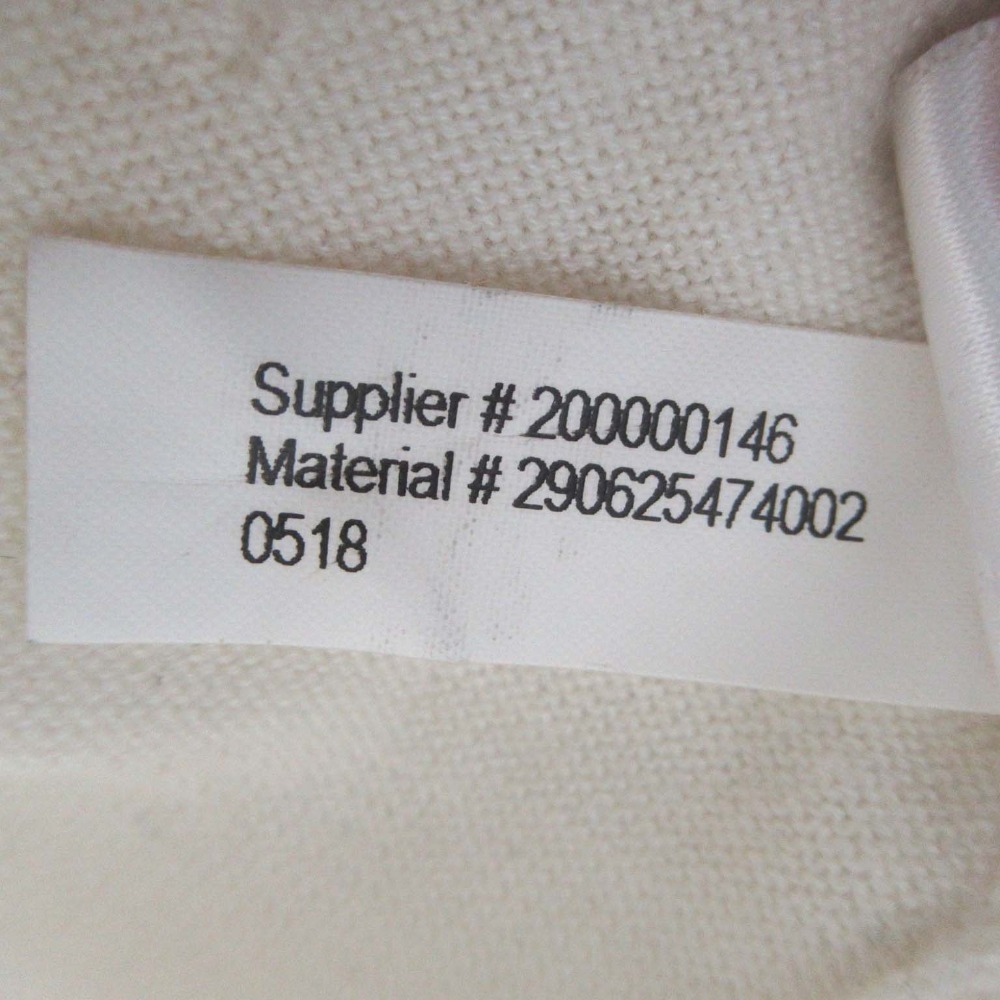 Supplier # 200000146
Material # 290625474002
0518